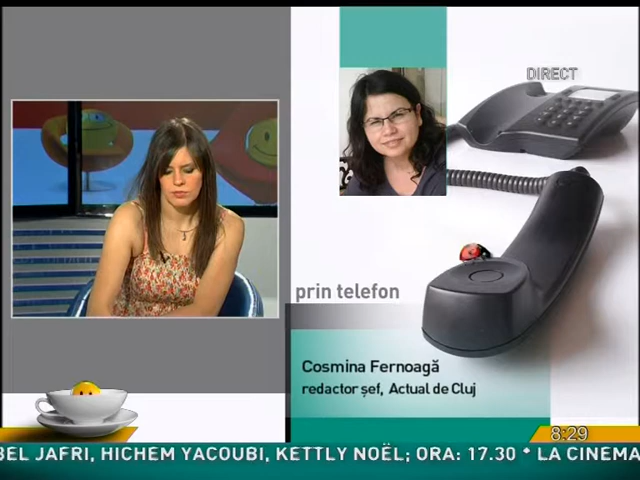 DIRECT
prin telefon
Cosmina Fernoagă
redactor șef, Actual de Cluj
8:29
BEL JAFRI, HICHEM YACOUBI, KETTLY NOËL; ORA: 17.30 * LA CINEMA